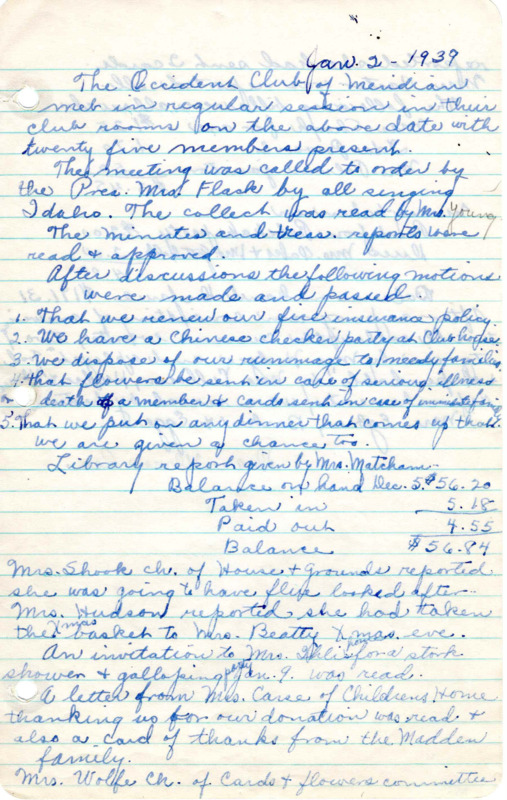 Jan. 2 - 1939
The Occident Club of Meridian
met in regular session in their
club rooms on the above date with
twenty five members present.
The meeting was called to order by
the Pres. Mrs. Flack by all singing
Idaho. The collect was read by Mrs. Young
The minutes and treas. reports were
read & approved.
After discussions the following motions
were made and passed.
1. That we renew our fire insurance policy.
2. We have a Chinese checker party at Club house.
3. We dispose of our rummage to needy families
4. That flowers be sent in case of serious illness
or death of a member & cards sent in case of
5. That we put on any dinner that comes up that
we are given a chance too.
Library report given by Mrs. Matcham
Balance on hand Dec. 5. $56.20
Taken in 5.18
Paid out 4.55
Balance $56.84
Mrs. Shook ch. of House & Grounds reported
she was going to have flue looked after.
Mrs. Hudson reported she had taken
the Xmas basket to Mrs. Beatty Xmas eve.
An invitation to Mrs. home for a stork
shower & galloping party Jan. 9. was read.
A letter from Mrs. Carse of Childrens Home
thanking us for our donation was read &
also a card of thanks from the Madden
family.
Mrs. Wolfe Ch. of Cards & flowers committee